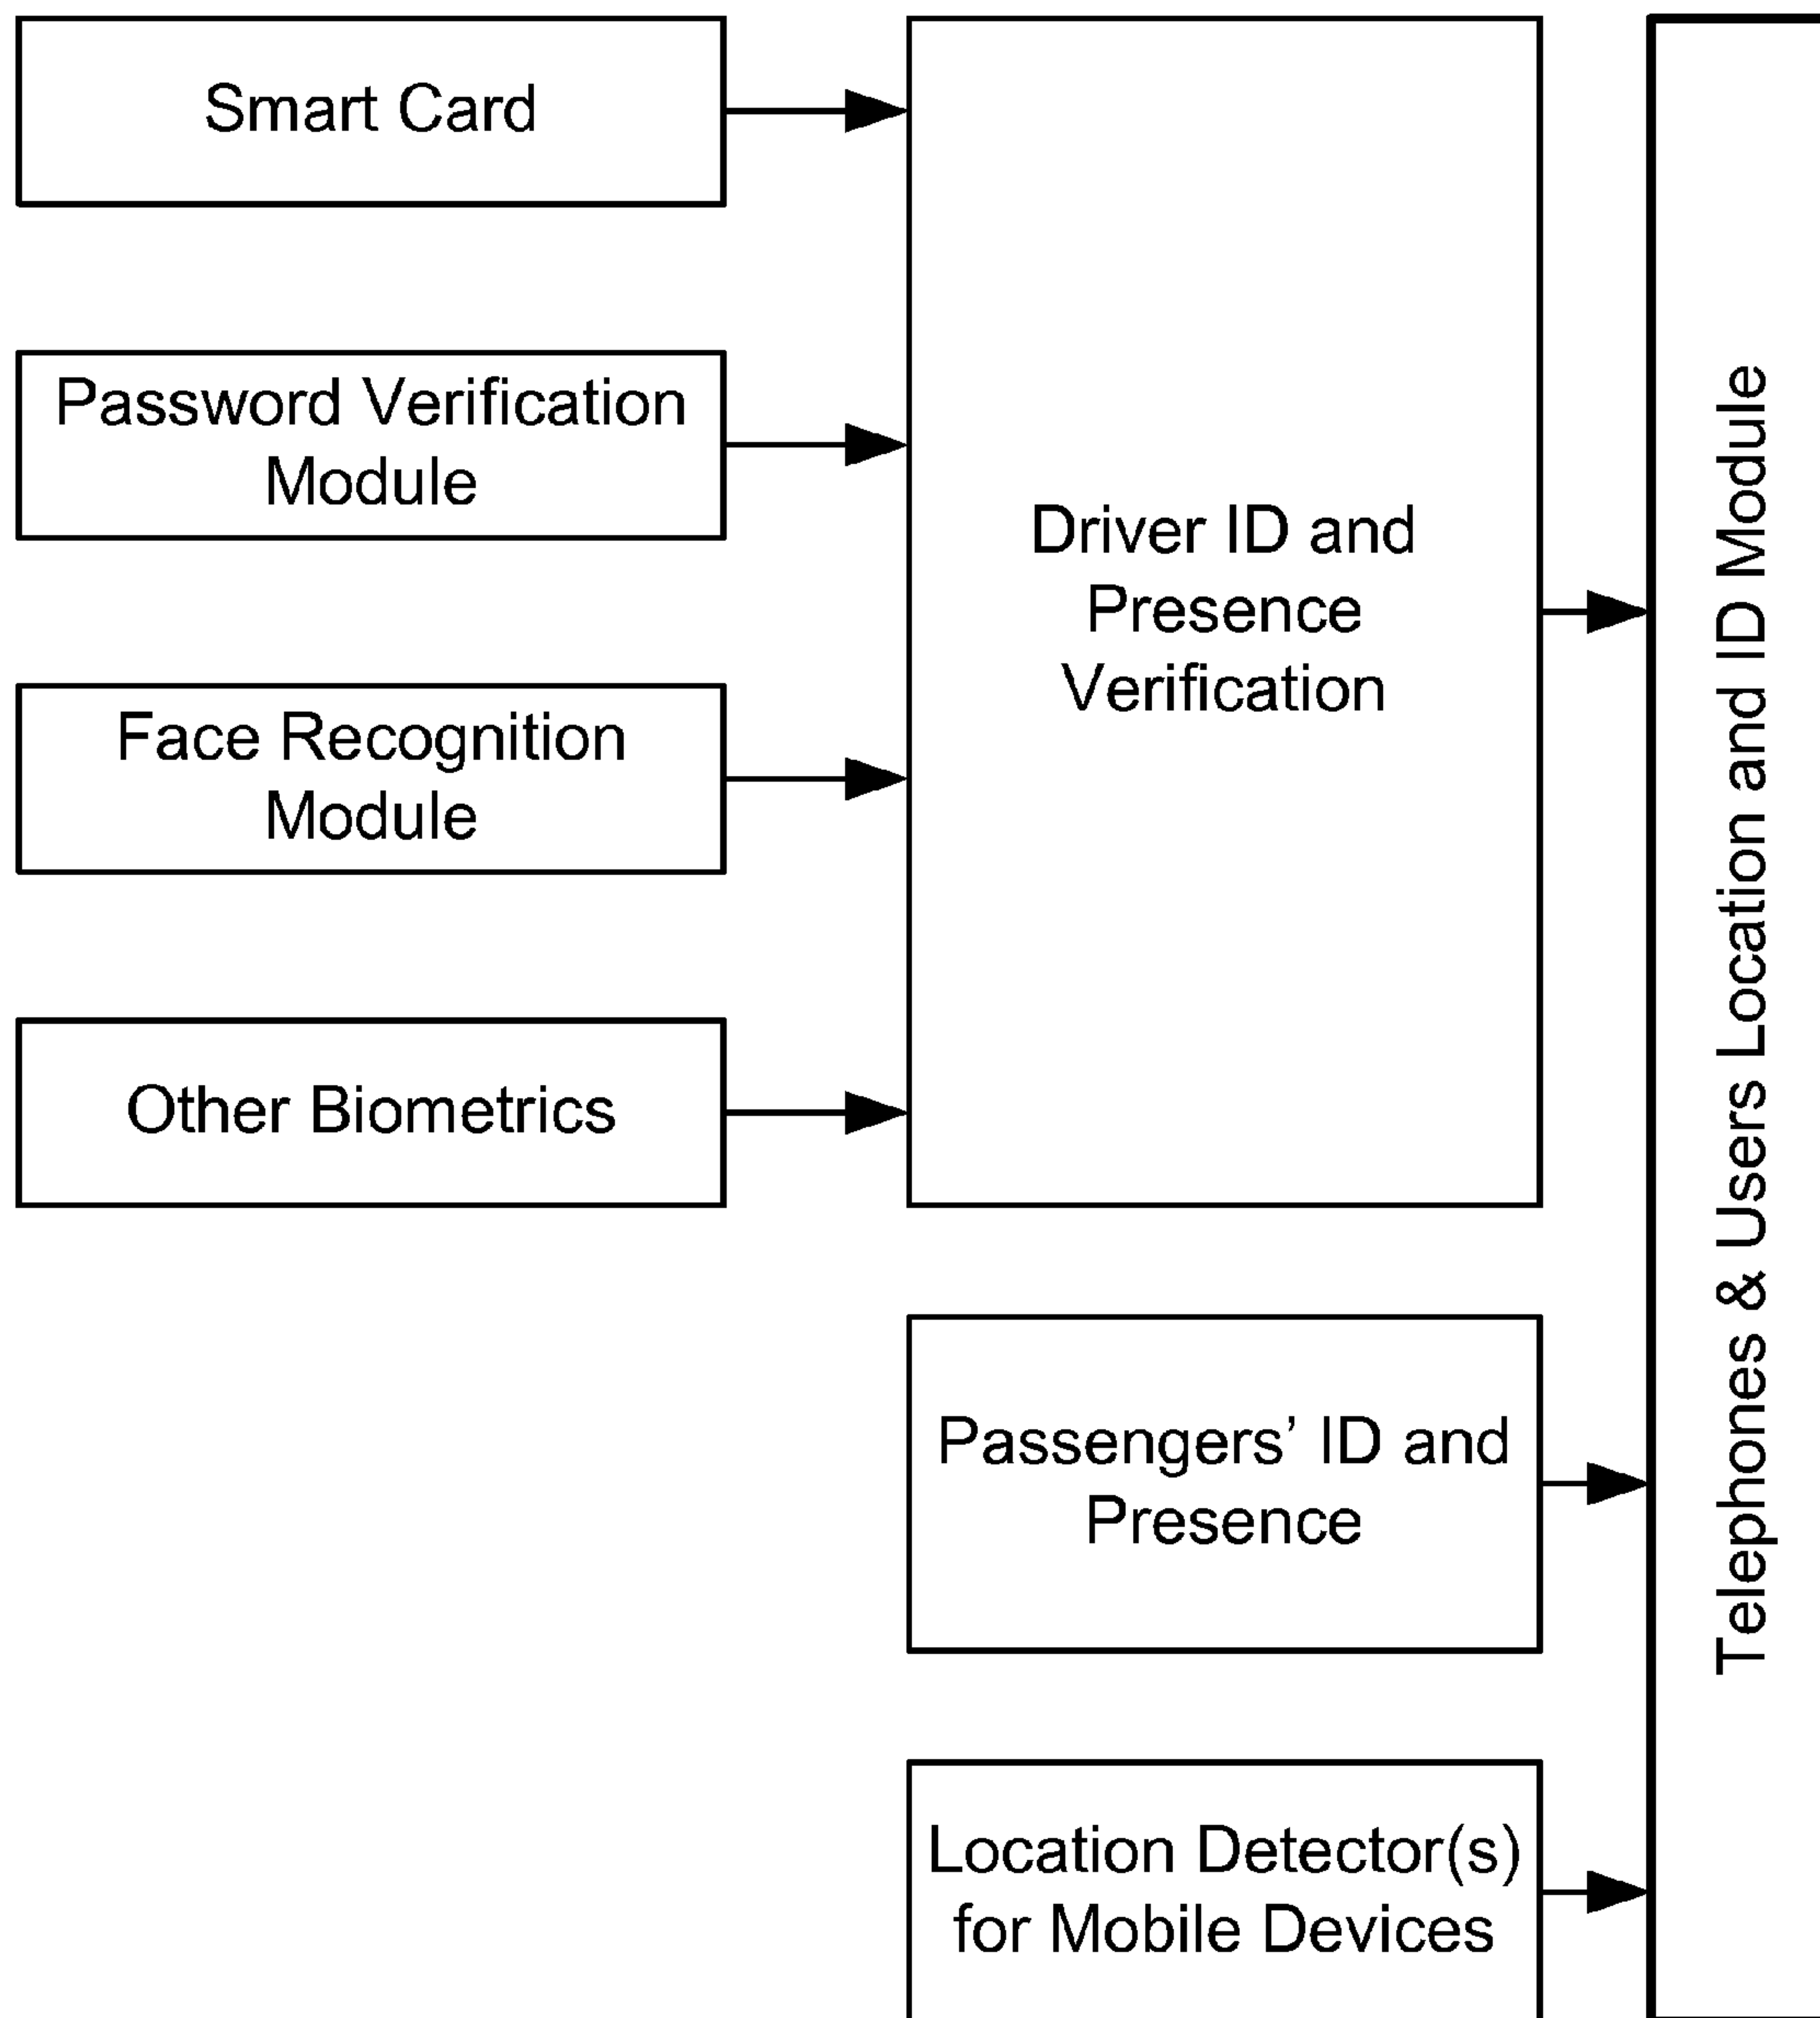 Smart Card
Password Verification
Module
Face Recognition
Module
Other Biometrics
Driver ID and
Presence
Verification
Passengers’ ID and
Presence
Location Detector(s)
for Mobile Devices
Telephones & Users Location and ID Module